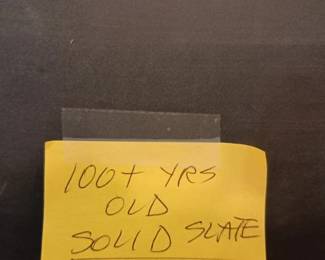 100+ YRS
OLD
SOLID SLATE